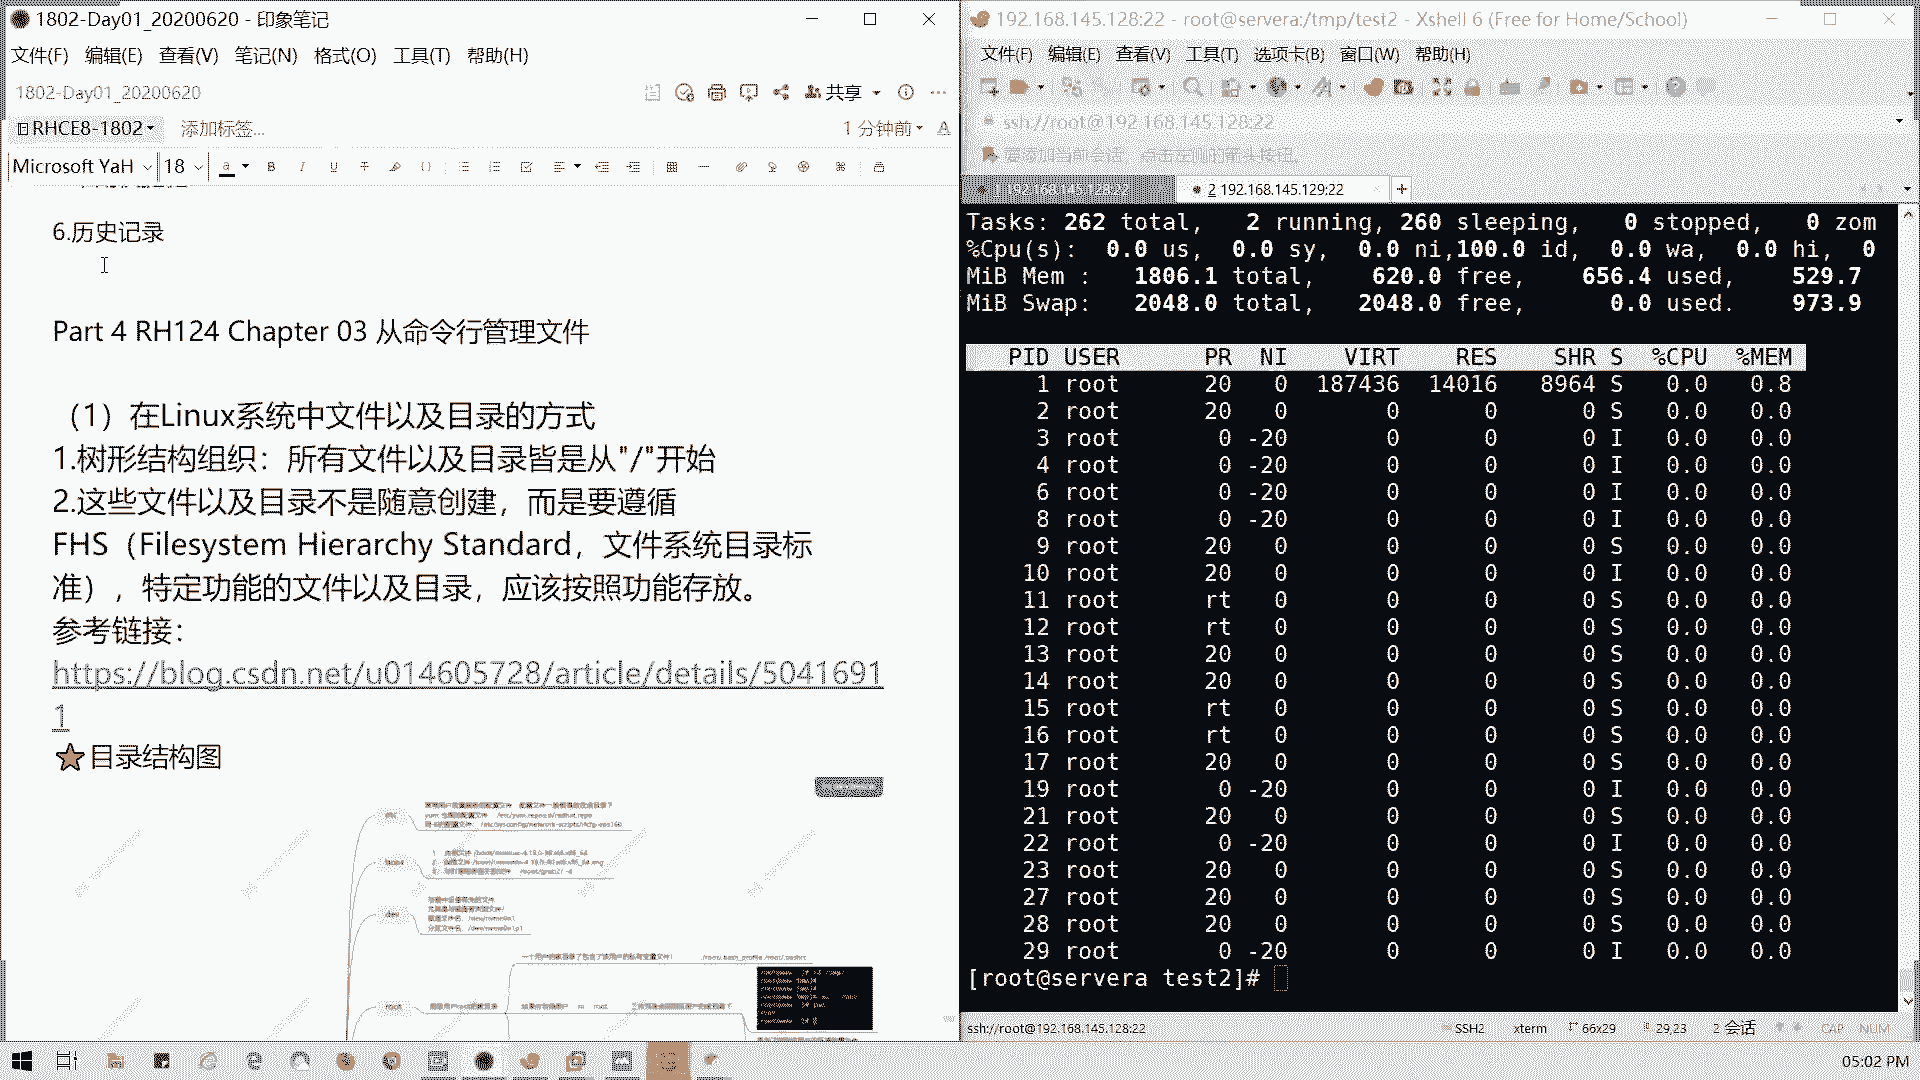 1802-Day01_20200620 - 印象笔记
文件(F) 编辑(E) 查看(V) 笔记(N) 格式(O) 工具(T) 帮助(H)
1802-Day01_20200620
共享
RHCE8-1802 添加标签... 1 分钟前
Microsoft YaH 18
6.历史记录
Part 4 RH124 Chapter 03 从命令行管理文件
（1）在Linux系统中文件以及目录的方式
1.树形结构组织：所有文件以及目录皆是从"/"开始
2.这些文件以及目录不是随意创建，而是要遵循
FHS（Filesystem Hierarchy Standard，文件系统目录标
准），特定功能的文件以及目录，应该按照功能存放。
参考链接：
https://blog.csdn.net/u014605728/article/details/5041691
1
★目录结构图
boot
dev
root
192.168.145.128:22 - root@servera:/tmp/test2 - Xshell 6 (Free for Home/School)
文件(F) 编辑(E) 查看(V) 工具(T) 选项卡(B) 窗口(W) 帮助(H)
ssh://root@192.168.145.128:22
要添加当前会话，点击左侧的箭头按钮。
1 192.168.145.128:22 2 192.168.145.129:22
Tasks: 262 total, 2 running, 260 sleeping, 0 stopped, 0 zom
%Cpu(s): 0.0 us, 0.0 sy, 0.0 ni,100.0 id, 0.0 wa, 0.0 hi, 0
MiB Mem : 1806.1 total, 620.0 free, 656.4 used, 529.7
MiB Swap: 2048.0 total, 2048.0 free, 0.0 used. 973.9
PID USER PR NI VIRT RES SHR S %CPU %MEM
1 root 20 0 187436 14016 8964 S 0.0 0.8
2 root 20 0 0 0 0 S 0.0 0.0
3 root 0 -20 0 0 0 I 0.0 0.0
4 root 0 -20 0 0 0 I 0.0 0.0
6 root 0 -20 0 0 0 I 0.0 0.0
8 root 0 -20 0 0 0 I 0.0 0.0
9 root 20 0 0 0 0 S 0.0 0.0
10 root 20 0 0 0 0 I 0.0 0.0
11 root rt 0 0 0 0 S 0.0 0.0
12 root rt 0 0 0 0 S 0.0 0.0
13 root 20 0 0 0 0 S 0.0 0.0
14 root 20 0 0 0 0 S 0.0 0.0
15 root rt 0 0 0 0 S 0.0 0.0
16 root rt 0 0 0 0 S 0.0 0.0
17 root 20 0 0 0 0 S 0.0 0.0
19 root 0 -20 0 0 0 I 0.0 0.0
21 root 20 0 0 0 0 S 0.0 0.0
22 root 0 -20 0 0 0 I 0.0 0.0
23 root 20 0 0 0 0 S 0.0 0.0
27 root 20 0 0 0 0 S 0.0 0.0
28 root 20 0 0 0 0 S 0.0 0.0
29 root 0 -20 0 0 0 I 0.0 0.0
[root@servera test2]#
ssh://root@192.168.145.128:22 SSH2 xterm 66x29 29,23 2 会话 CAP NUM
05:02 PM